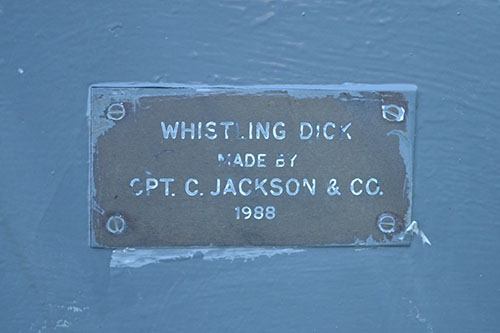 WHISTLING DICK
MADE BY
CPT. C. JACKSON & CO.
1988